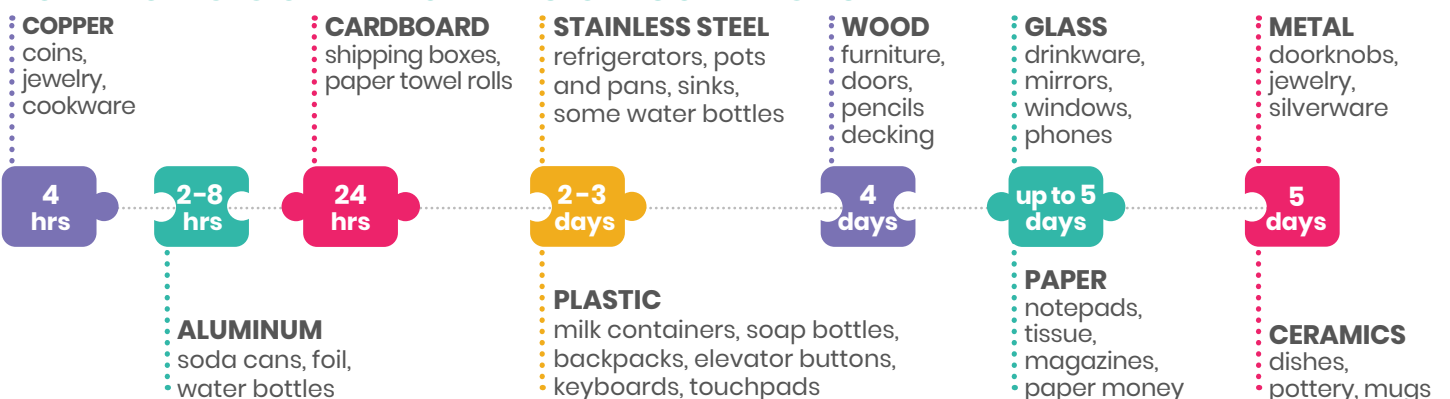 COPPER
coins,
jewelry,
cookware
CARDBOARD
shipping boxes,
paper towel rolls
STAINLESS STEEL
refrigerators, pots
and pans, sinks,
some water bottles
WOOD
furniture,
doors,
pencils
decking
GLASS
drinkware,
mirrors,
windows,
phones
METAL
doorknobs,
jewelry,
silverware
4
hrs
2-8
hrs
24
hrs
2-3
days
4
days
up to 5
days
5
days
ALUMINUM
soda cans, foil,
water bottles
PLASTIC
milk containers, soap bottles,
backpacks, elevator buttons,
keyboards, touchpads
PAPER
notepads,
tissue,
magazines,
paper money
CERAMICS
dishes,
pottery, mugs